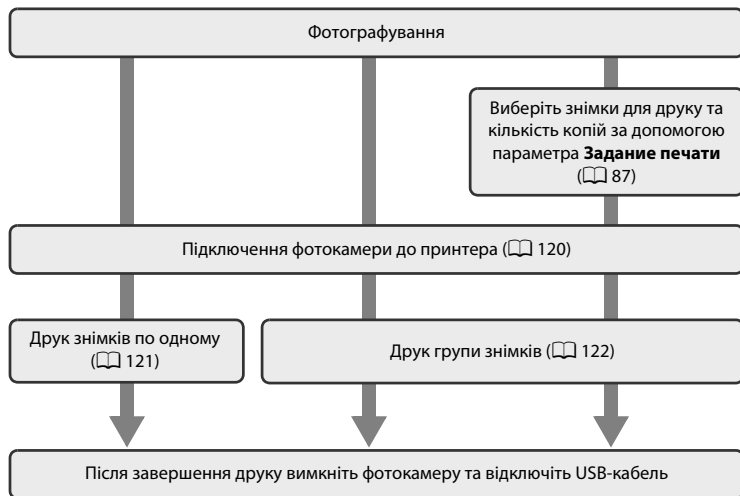 Фотографування
Виберіть знімки для друку та
кількість копій за допомогою
параметра Задание печати
(📖 87)
Підключення фотокамери до принтера (📖 120)
Друк знімків по одному
(📖 121)
Друк групи знімків (📖 122)
Після завершення друку вимкніть фотокамеру та відключіть USB-кабель